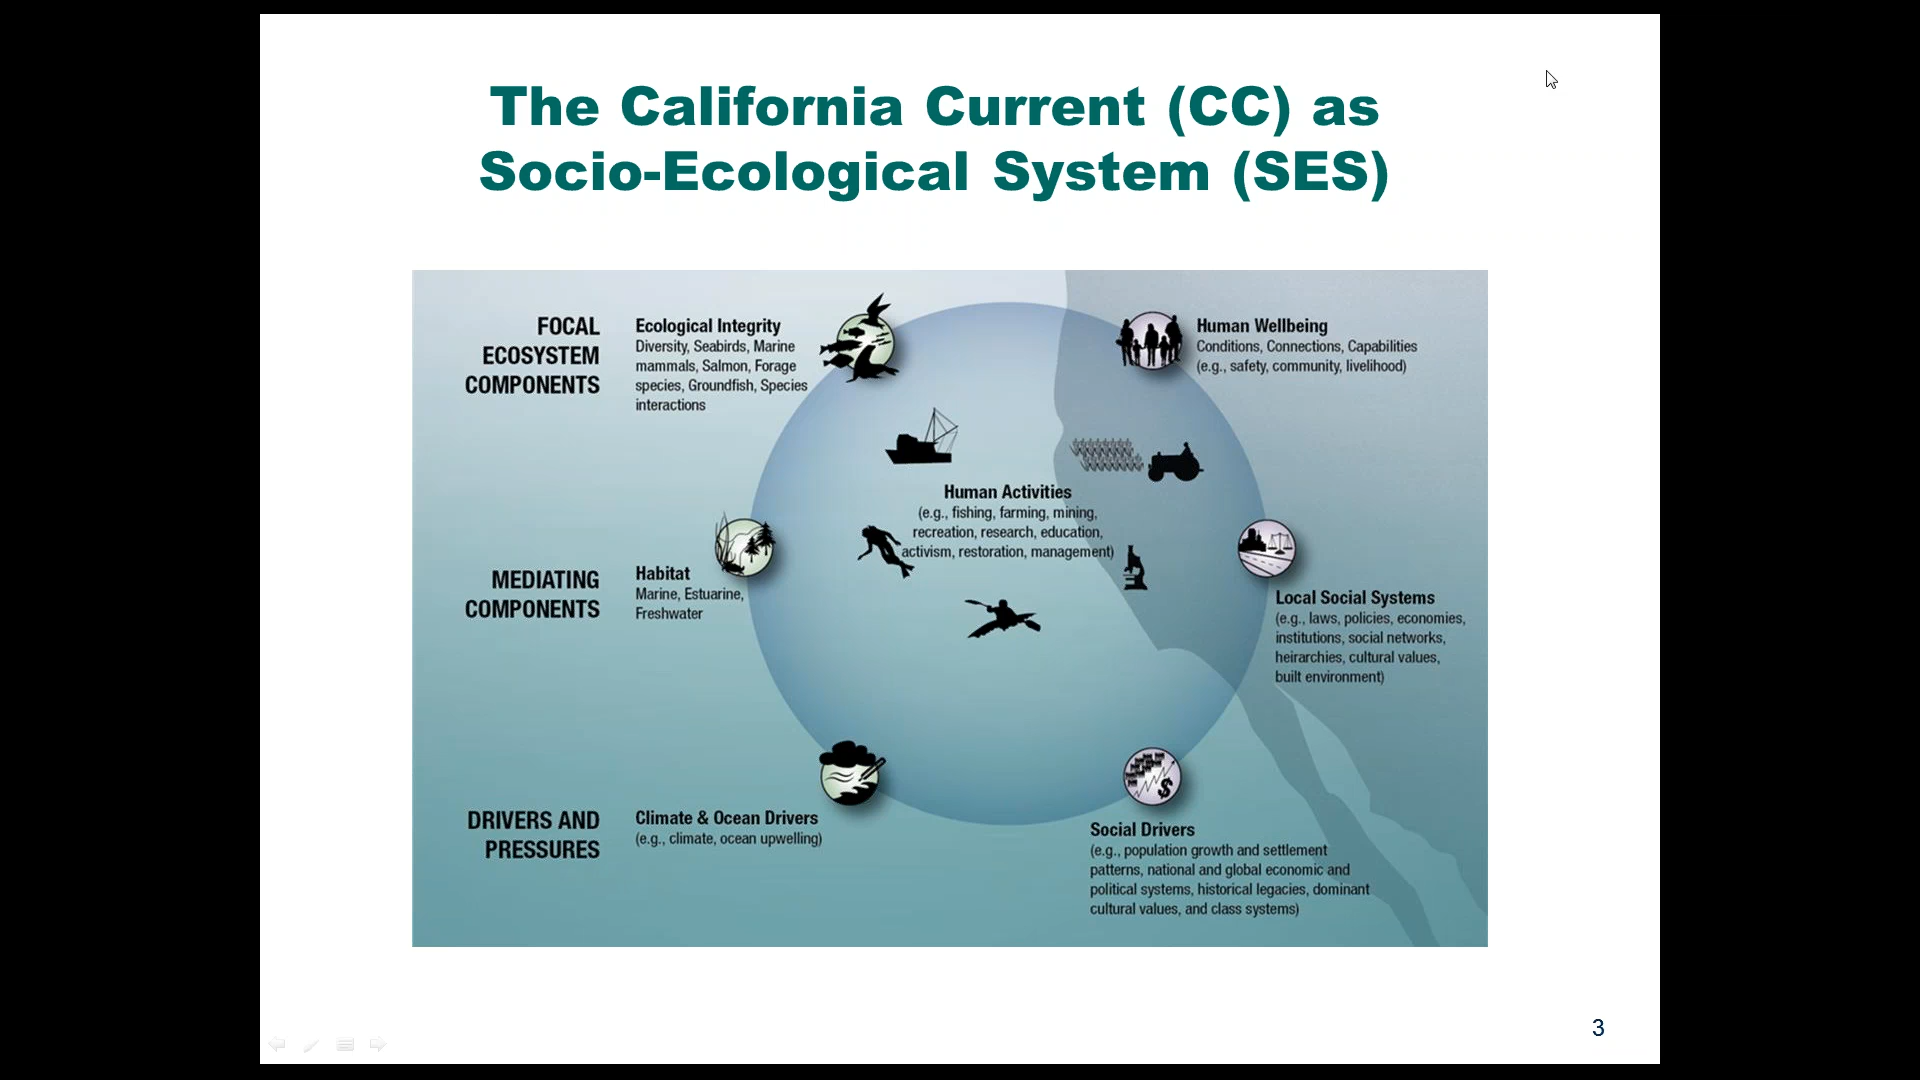 The California Current (CC) as
Socio-Ecological System (SES)
FOCAL
ECOSYSTEM
COMPONENTS
Ecological Integrity
Diversity, Seabirds, Marine
mammals, Salmon, Forage
species, Groundfish, Species
interactions
Human Wellbeing
Conditions, Connections, Capabilities
(e.g., safety, community, livelihood)
Human Activities
(e.g., fishing, farming, mining,
recreation, research, education,
activism, restoration, management)
MEDIATING
COMPONENTS
Habitat
Marine, Estuarine,
Freshwater
Local Social Systems
(e.g., laws, policies, economies,
institutions, social networks,
heirarchies, cultural values,
built environment)
DRIVERS AND
PRESSURES
Climate & Ocean Drivers
(e.g., climate, ocean upwelling)
$
Social Drivers
(e.g., population growth and settlement
patterns, national and global economic and
political systems, historical legacies, dominant
cultural values, and class systems)
3